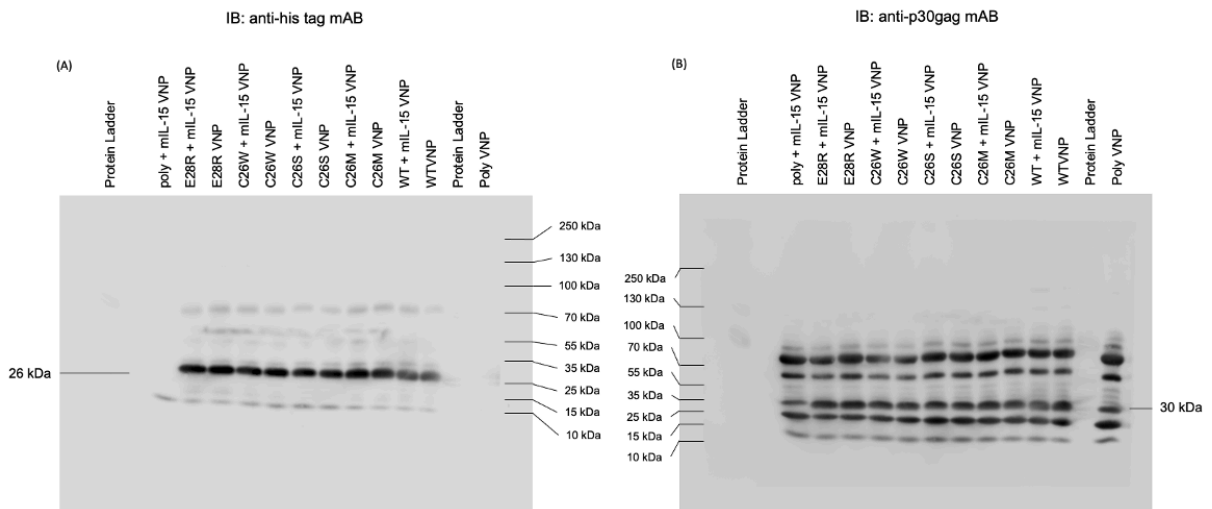 IB: anti-his tag mAB
(A)
Protein Ladder
poly + mIL-15 VNP
E28R + mIL-15 VNP
E28R VNP
C26W + mIL-15 VNP
C26W VNP
C26S + mIL-15 VNP
C26S VNP
C26M + mIL-15 VNP
C26M VNP
WT + mIL-15 VNP
WTVNP
Protein Ladder
Poly VNP
250 kDa
130 kDa
100 kDa
70 kDa
55 kDa
35 kDa
25 kDa
15 kDa
10 kDa
26 kDa
IB: anti-p30gag mAB
(B)
Protein Ladder
poly + mIL-15 VNP
E28R + mIL-15 VNP
E28R VNP
C26W + mIL-15 VNP
C26W VNP
C26S + mIL-15 VNP
C26S VNP
C26M + mIL-15 VNP
C26M VNP
WT + mIL-15 VNP
WTVNP
Protein Ladder
Poly VNP
250 kDa
130 kDa
100 kDa
70 kDa
55 kDa
35 kDa
25 kDa
15 kDa
10 kDa
30 kDa